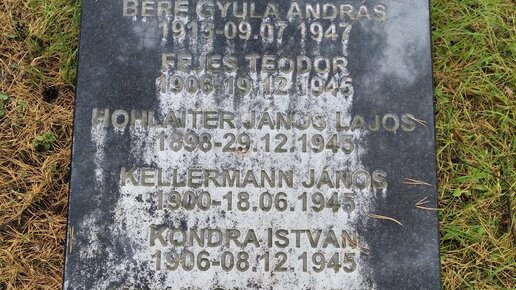 BERE GYULA ANDRÁS
1913-09.07.1947
FEJES TEODOR
1906-19.12.1945
HOHLAITER JÁNOS LAJOS
1898-29.12.1945
KELLERMANN JÁNOS
1900-18.06.1945
KONDRA ISTVÁN
1906-08.12.1945